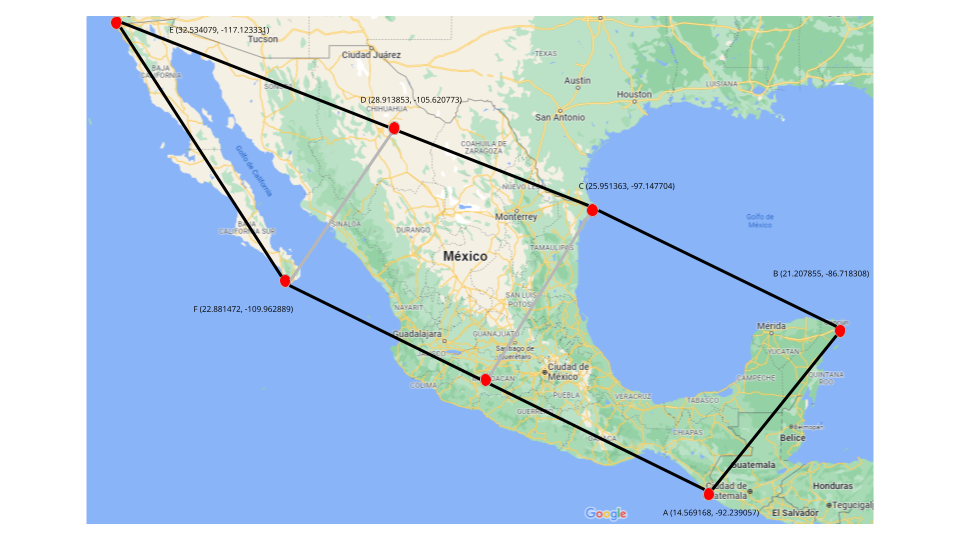 E (32.534079, -117.123331)
Tucson
Ciudad Juárez
TEXAS
BAJA
CALIFORNIA
Austin
LUISIANA
Houston
D (28.913853, -105.620773)
CHIHUAHUA
San Antonio
COAHUILA DE
ZARAGOZA
Golfo de California
C (25.951363, -97.147704)
NUEVO LEÓN
Monterrey
Golfo de
México
SINALOA
BAJA
CALIFORNIA SUR
DURANGO
TAMAULIPAS
México
B (21.207855, -86.718308)
SAN LUIS
POTOSÍ
F (22.881472, -109.962889)
NAYARIT
Guadalajara
GUANAJUATO
Santiago de
Querétaro
Mérida
YUCATÁN
JALISCO
Ciudad de
México
CAMPECHE
QUINTANA
ROO
COLIMA
PUEBLA
VERACRUZ
TABASCO
GUERRERO
OAXACA
CHIAPAS
Belmopán
Belice
Guatemala
Ciudad de
Guatemala
Honduras
Google
A (14.569168, -92.239057)
El Salvador
Tegucigalp